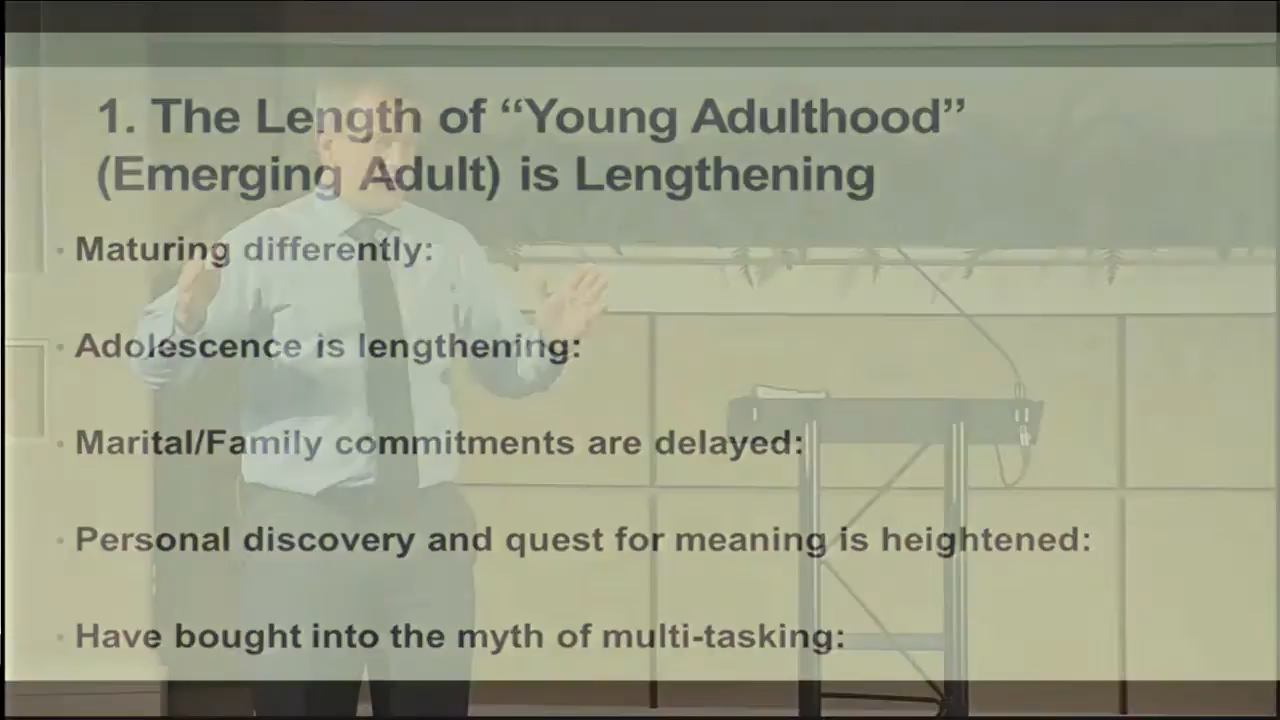 1. The Length of “Young Adulthood”
(Emerging Adult) is Lengthening
· Maturing differently:
· Adolescence is lengthening:
· Marital/Family commitments are delayed:
· Personal discovery and quest for meaning is heightened:
· Have bought into the myth of multi-tasking: